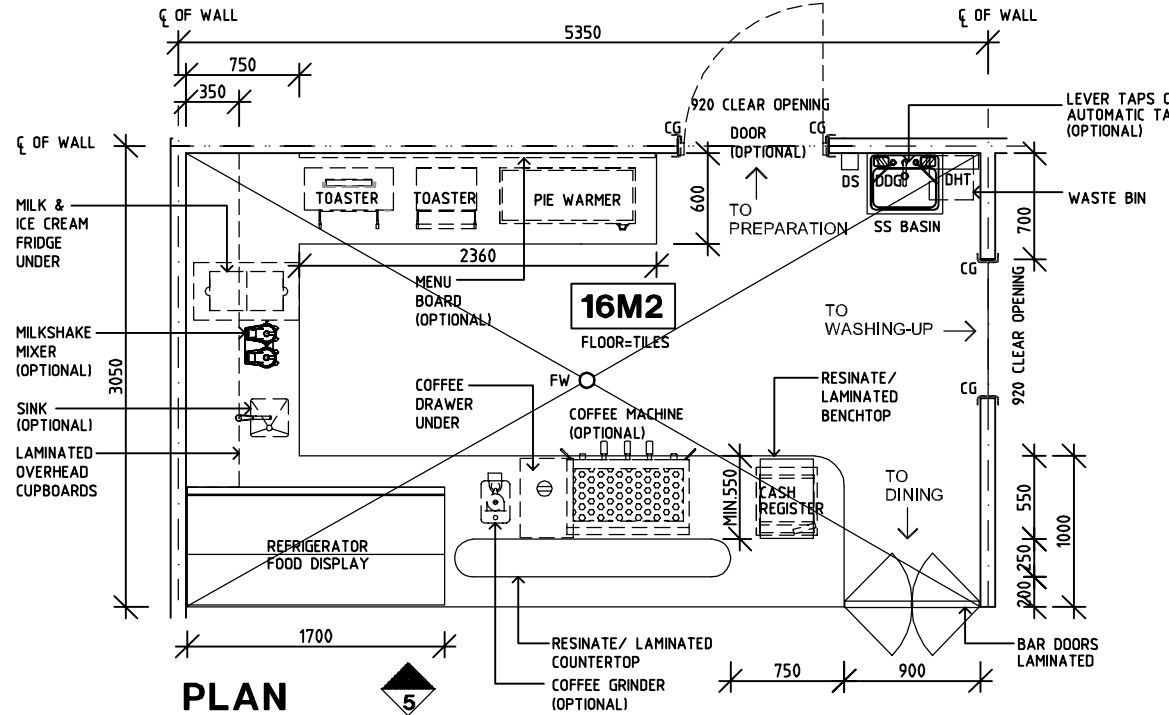 ℄ OF WALL
℄ OF WALL
5350
750
350
920 CLEAR OPENING
LEVER TAPS O
AUTOMATIC TA
(OPTIONAL)
℄ OF WALL
CG
DOOR
(OPTIONAL)
CG
DS
DDG
DHT
TOASTER
TOASTER
PIE WARMER
600
WASTE BIN
MILK &
ICE CREAM
FRIDGE
UNDER
TO
PREPARATION
SS BASIN
700
2360
CG
MENU
BOARD
(OPTIONAL)
16M2
FLOOR=TILES
TO
WASHING-UP
920 CLEAR OPENING
MILKSHAKE
MIXER
(OPTIONAL)
3050
FW
COFFEE
DRAWER
UNDER
RESINATE/
LAMINATED
BENCHTOP
CG
SINK
(OPTIONAL)
COFFEE MACHINE
(OPTIONAL)
LAMINATED
OVERHEAD
CUPBOARDS
MIN.550
CASH
REGISTER
TO
DINING
550
1000
250
200
REFRIGERATOR
FOOD DISPLAY
1700
RESINATE/ LAMINATED
COUNTERTOP
COFFEE GRINDER
(OPTIONAL)
750
900
BAR DOORS
LAMINATED
PLAN
5